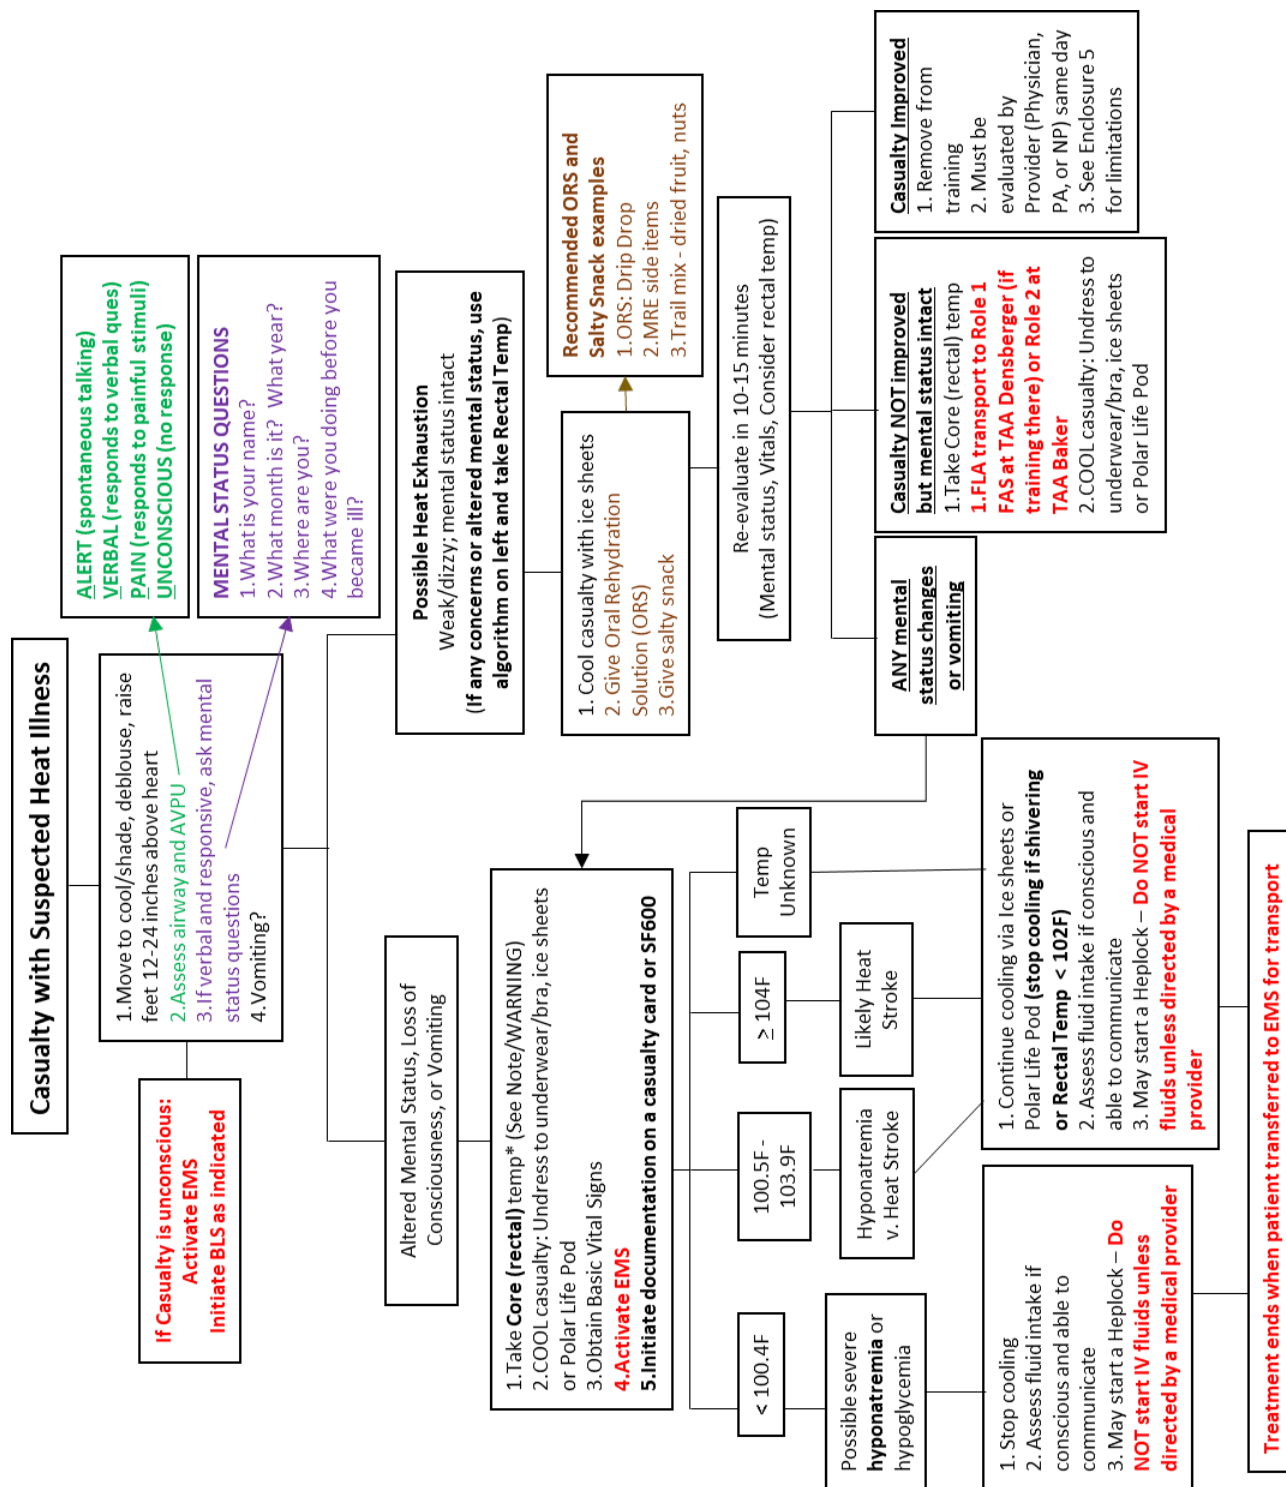 Casualty with Suspected Heat Illness
If Casualty is unconscious:
Activate EMS
Initiate BLS as indicated
1.Move to cool/shade, deblouse, raise
feet 12-24 inches above heart
2.Assess airway and AVPU
3.If verbal and responsive, ask mental
status questions
4.Vomiting?
ALERT (spontaneous talking)
VERBAL (responds to verbal ques)
PAIN (responds to painful stimuli)
UNCONSCIOUS (no response)
MENTAL STATUS QUESTIONS
1.What is your name?
2.What month is it? What year?
3.Where are you?
4.What were you doing before you
became ill?
Altered Mental Status, Loss of
Consciousness, or Vomiting
Possible Heat Exhaustion
Weak/dizzy; mental status intact
(If any concerns or altered mental status, use
algorithm on left and take Rectal Temp)
1.Take Core (rectal) temp* (See Note/WARNING)
2.COOL casualty: Undress to underwear/bra, ice sheets
or Polar Life Pod
3.Obtain Basic Vital Signs
4.Activate EMS
5.Initiate documentation on a casualty card or SF600
1. Cool casualty with ice sheets
2. Give Oral Rehydration
Solution (ORS)
3.Give salty snack
Recommended ORS and
Salty Snack examples
1.ORS: Drip Drop
2.MRE side items
3.Trail mix - dried fruit, nuts
Re-evaluate in 10-15 minutes
(Mental status, Vitals, Consider rectal temp)
< 100.4F
100.5F -
103.9F
≥ 104F
Temp
Unknown
ANY mental
status changes
or vomiting
Casualty NOT improved
but mental status intact
1.Take Core (rectal) temp
1.FLA transport to Role 1
FAS at TAA Densberger (if
training there) or Role 2 at
TAA Baker
2.COOL casualty: Undress to
underwear/bra, ice sheets
or Polar Life Pod
Casualty Improved
1. Remove from
training
2. Must be
evaluated by
Provider (Physician,
PA, or NP) same day
3. See Enclosure 5
for limitations
Possible severe
hyponatremia or
hypoglycemia
Hyponatremia
v. Heat Stroke
Likely Heat
Stroke
1. Stop cooling
2. Assess fluid intake if
conscious and able to
communicate
3. May start a Heplock – Do
NOT start IV fluids unless
directed by a medical provider
1. Continue cooling via Ice sheets or
Polar Life Pod (stop cooling if shivering
or Rectal Temp < 102F)
2. Assess fluid intake if conscious and
able to communicate
3. May start a Heplock – Do NOT start IV
fluids unless directed by a medical
provider
Treatment ends when patient transferred to EMS for transport